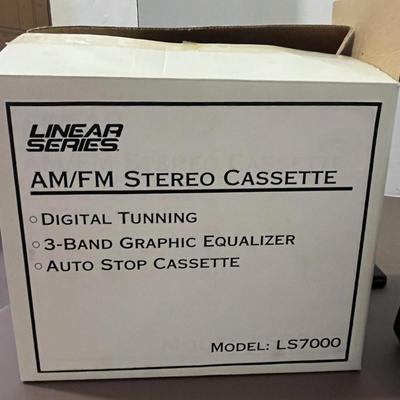 LINEAR
SERIES
AM/FM STEREO CASSETTE
○ DIGITAL TUNNING
○ 3-BAND GRAPHIC EQUALIZER
○ AUTO STOP CASSETTE
MODEL: LS7000